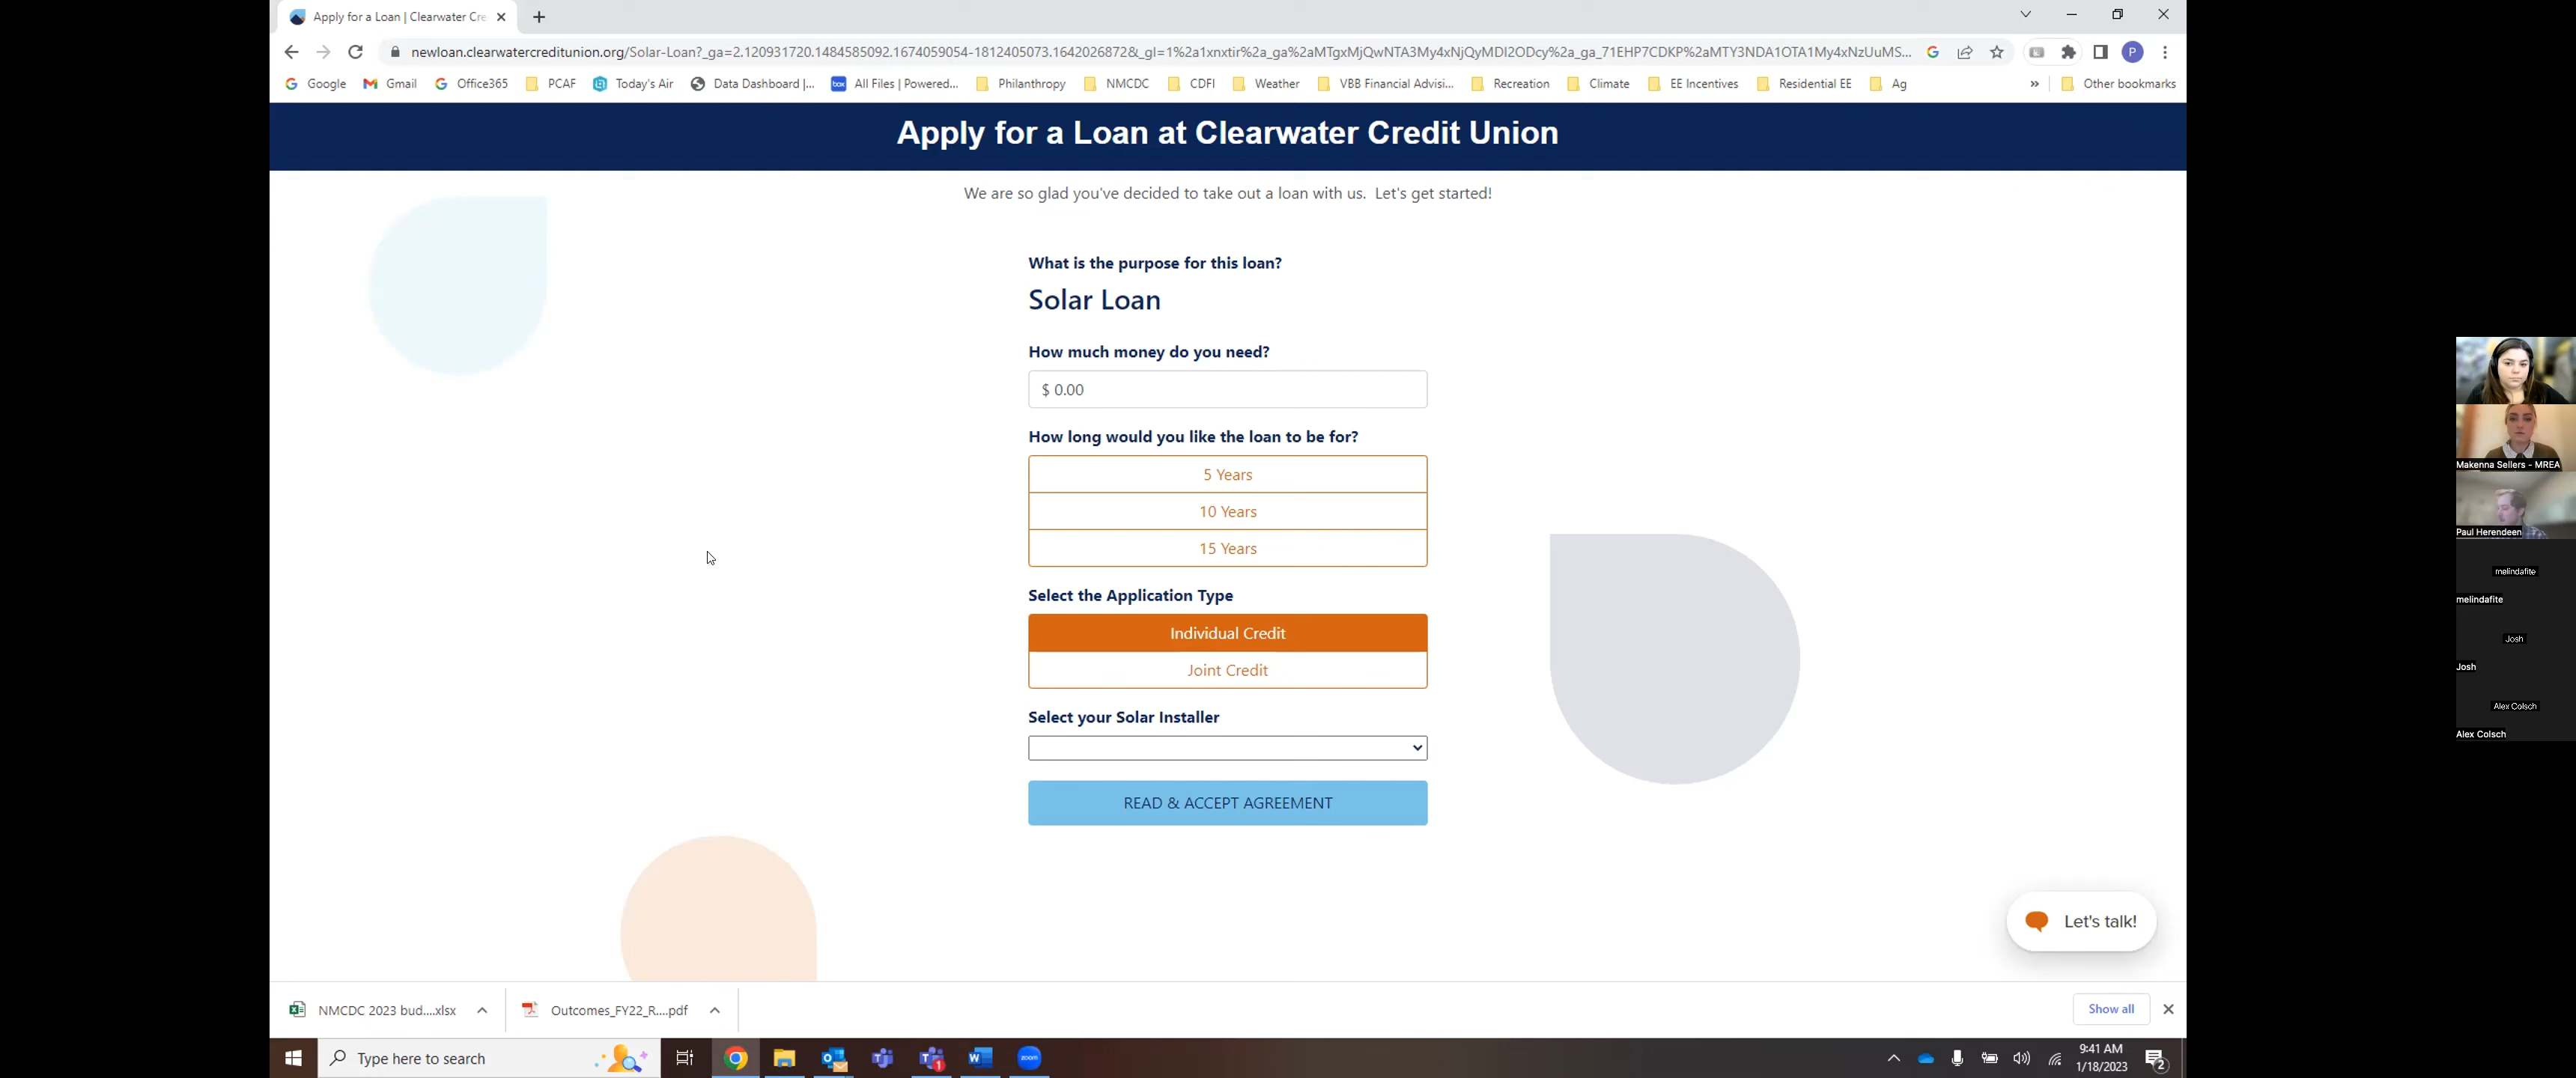 Apply for a Loan | Clearwater Cre
newloan.clearwatercreditunion.org/Solar-Loan?_ga=2.120931720.1484585092.1674059054-1812405073.1642026872&_gl=1%2a1xnxtir%2a_ga%2aMTgxMjQwNTA3My4xNjQyMDI2ODcy%2a_ga_71EHP7CDKP%2aMTY3NDA1OTA1My4xNzUuMS...
Google Gmail Office365 PCAF Today's Air Data Dashboard |... All Files | Powered... Philanthropy NMCDC CDFI Weather VBB Financial Advisi... Recreation Climate EE Incentives Residential EE Ag » Other bookmarks
Apply for a Loan at Clearwater Credit Union
We are so glad you've decided to take out a loan with us. Let's get started!
What is the purpose for this loan?
Solar Loan
How much money do you need?
$ 0.00
How long would you like the loan to be for?
5 Years
10 Years
15 Years
Select the Application Type
Individual Credit
Joint Credit
Select your Solar Installer
READ & ACCEPT AGREEMENT
Let's talk!
Makenna Sellers - MREA
Paul Herendeen
melindafite
melindafite
Josh
Josh
Alex Colsch
Alex Colsch
NMCDC 2023 bud....xlsx Outcomes_FY22_R....pdf Show all
Type here to search
zoom
9:41 AM
1/18/2023
2